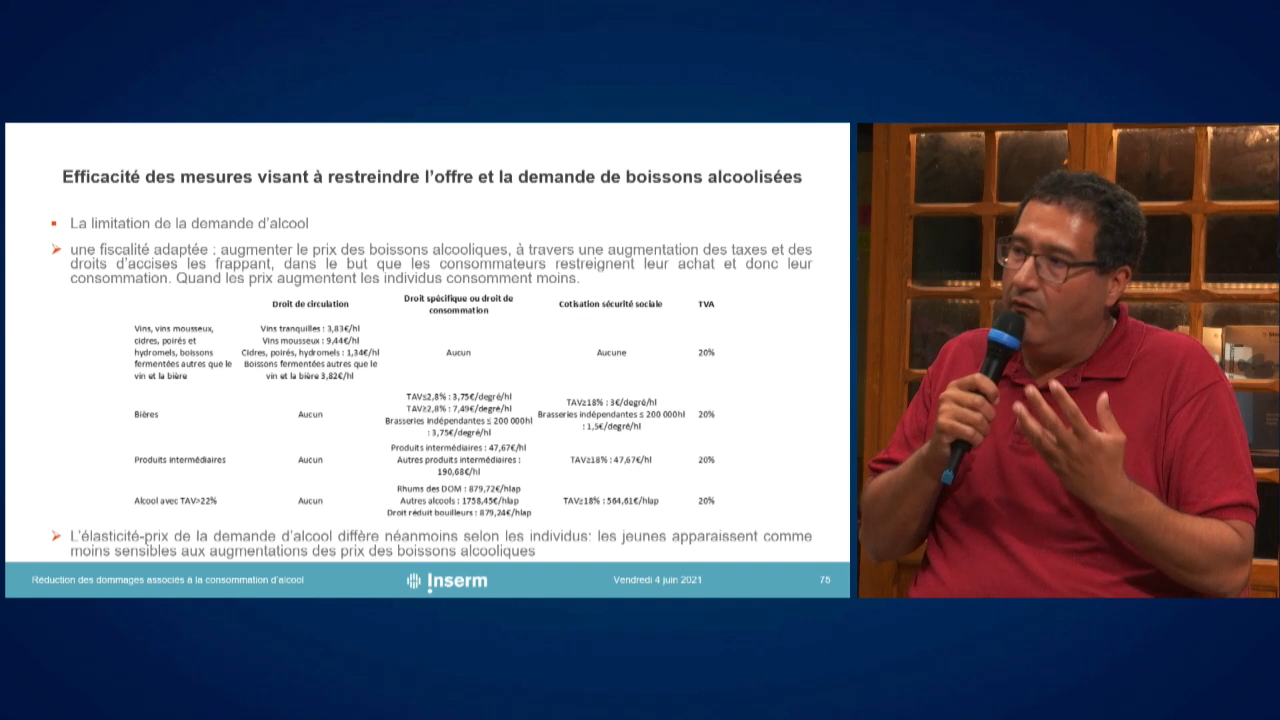 Efficacité des mesures visant à restreindre l'offre et la demande de boissons alcoolisées
La limitation de la demande d'alcool
une fiscalité adaptée : augmenter le prix des boissons alcooliques, à travers une augmentation des taxes et des
droits d'accises les frappant, dans le but que les consommateurs restreignent leur achat et donc leur
consommation. Quand les prix augmentent les individus consomment moins.
Droit de circulation
Droit spécifique ou droit de
consommation
Cotisation sécurité sociale
TVA
Vins, vins mousseux,
cidres, poirés et
hydromels, boissons
fermentées autres que le
vin et la bière
Vins tranquilles : 3,83€/hl
Vins mousseux : 9,44€/hl
Cidres, poirés, hydromels : 1,34€/hl
Boissons fermentées autres que le
vin et la bière 3,82€/hl
Aucun
Aucune
20%
Bières
Aucun
TAV≤2,8% : 3,75€/degré/hl
TAV≥2,8% : 7,49€/degré/hl
Brasseries indépendantes ≤ 200 000hl
: 3,75€/degré/hl
TAV≥18% : 3€/degré/hl
Brasseries indépendantes ≤ 200 000hl
: 1,5€/degré/hl
20%
Produits intermédiaires
Aucun
Produits intermédiaires : 47,67€/hl
Autres produits intermédiaires :
190,68€/hl
TAV≥18% : 47,67€/hl
20%
Alcool avec TAV>22%
Aucun
Rhums des DOM : 879,72€/hlap
Autres alcools : 1758,45€/hlap
Droit réduit bouilleurs : 879,24€/hlap
TAV≥18% : 564,61€/hlap
20%
L'élasticité-prix de la demande d'alcool diffère néanmoins selon les individus: les jeunes apparaissent comme
moins sensibles aux augmentations des prix des boissons alcooliques
Réduction des dommages associés à la consommation d'alcool
Inserm
Vendredi 4 juin 2021
75